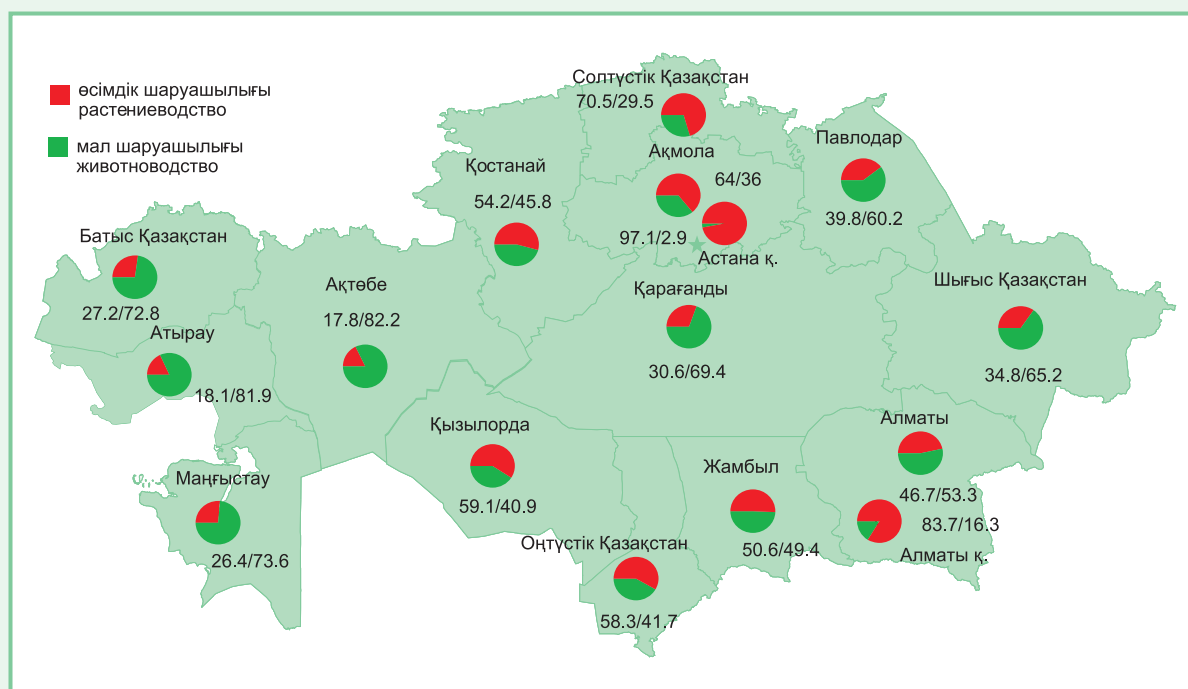 өсімдік шаруашылығы
растениеводство
мал шаруашылығы
животноводство
Солтүстік Қазақстан
70.5/29.5
Ақмола
64/36
97.1/2.9
Астана қ.
Павлодар
39.8/60.2
Қостанай
54.2/45.8
Батыс Қазақстан
27.2/72.8
Ақтөбе
17.8/82.2
Атырау
18.1/81.9
Қарағанды
30.6/69.4
Шығыс Қазақстан
34.8/65.2
Қызылорда
59.1/40.9
Маңғыстау
26.4/73.6
Жамбыл
50.6/49.4
Алматы
46.7/53.3
83.7/16.3
Алматы қ.
Оңтүстік Қазақстан
58.3/41.7